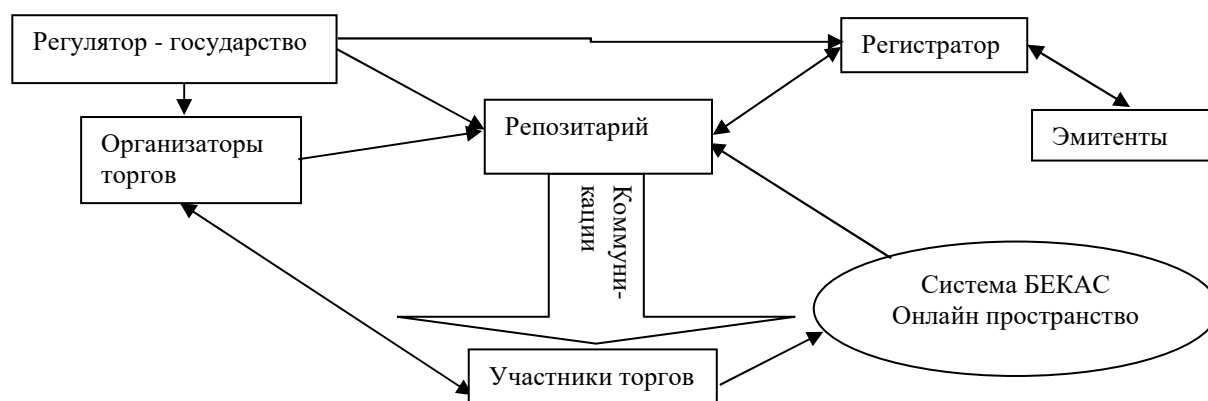 Регулятор - государство
Регистратор
Организаторы
торгов
Репозитарий
Эмитенты
Коммуни-
кации
Система БЕКАС
Онлайн пространство
Участники торгов